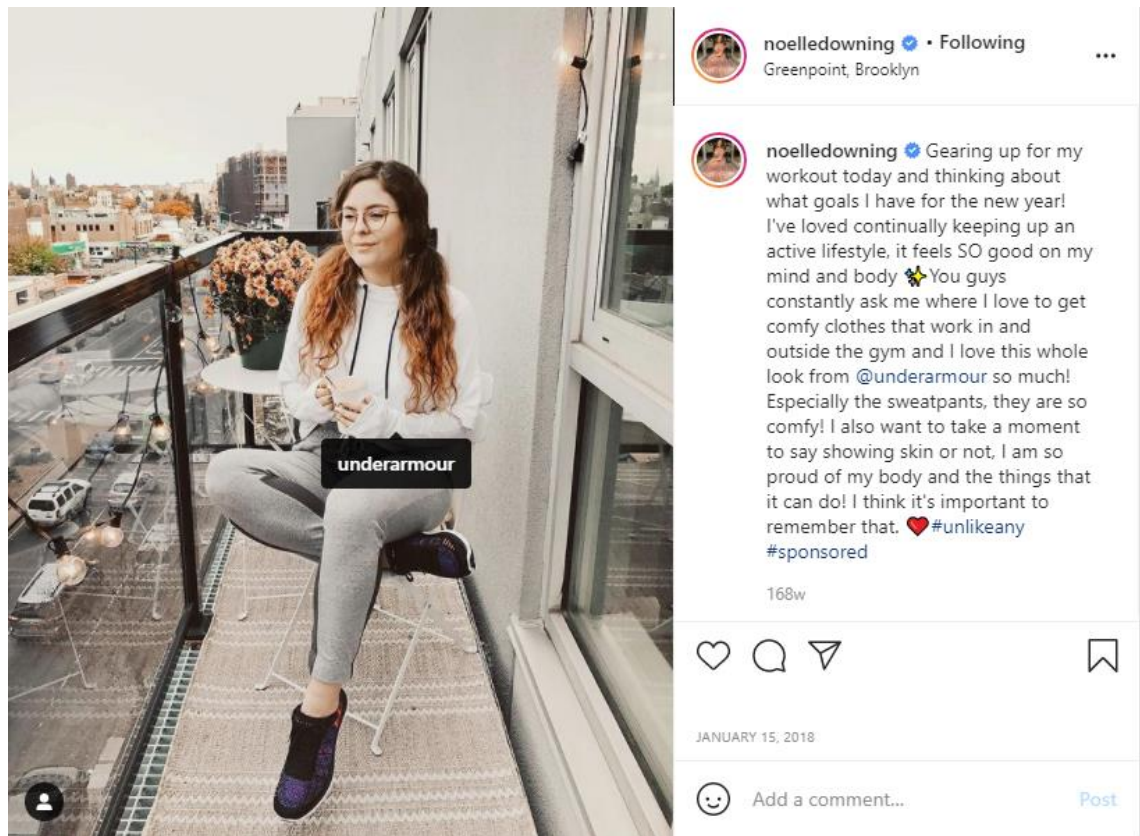 noelledowning • Following
Greenpoint, Brooklyn
noelledowning Gearing up for my
workout today and thinking about
what goals I have for the new year!
I've loved continually keeping up an
active lifestyle, it feels SO good on my
mind and body ✨You guys
constantly ask me where I love to get
comfy clothes that work in and
outside the gym and I love this whole
look from @underarmour so much!
Especially the sweatpants, they are so
comfy! I also want to take a moment
to say showing skin or not, I am so
proud of my body and the things that
it can do! I think it's important to
remember that. ❤️#unlikeany
#sponsored
168w
underarmour
JANUARY 15, 2018
Add a comment...
Post